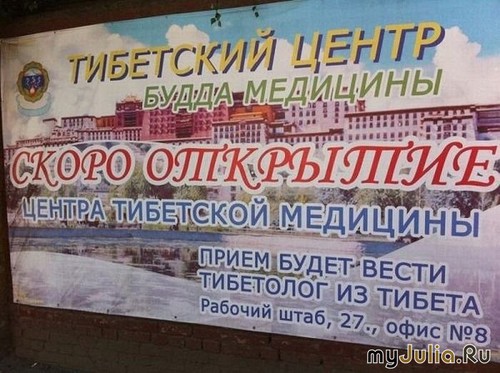 ТИБЕТСКИЙ ЦЕНТР
БУДДА МЕДИЦИНЫ
СКОРО ОТКРЫТИЕ
ЦЕНТРА ТИБЕТСКОЙ МЕДИЦИНЫ
ПРИЕМ БУДЕТ ВЕСТИ
ТИБЕТОЛОГ ИЗ ТИБЕТА
Рабочий штаб, 27., офис №8
myJulia.Ru